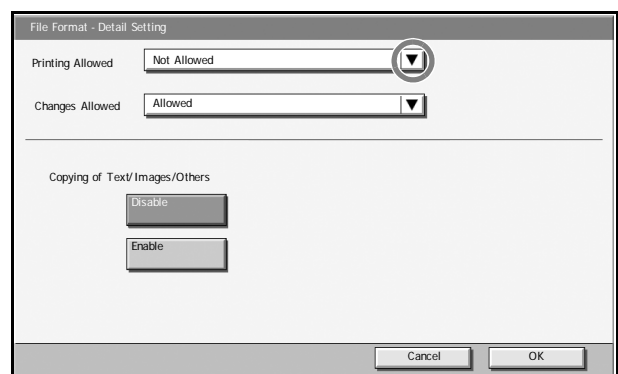 File Format - Detail Setting
Printing Allowed Not Allowed
Changes Allowed Allowed
Copying of Text/Images/Others
Disable
Enable
Cancel OK